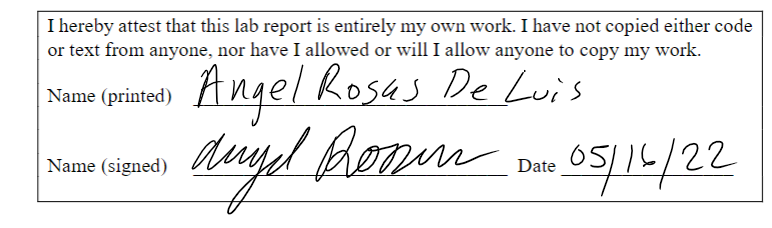 I hereby attest that this lab report is entirely my own work. I have not copied either code
or text from anyone, nor have I allowed or will I allow anyone to copy my work.
Name (printed) Angel Rosas De Luis
Name (signed) Angel Date 05/16/22